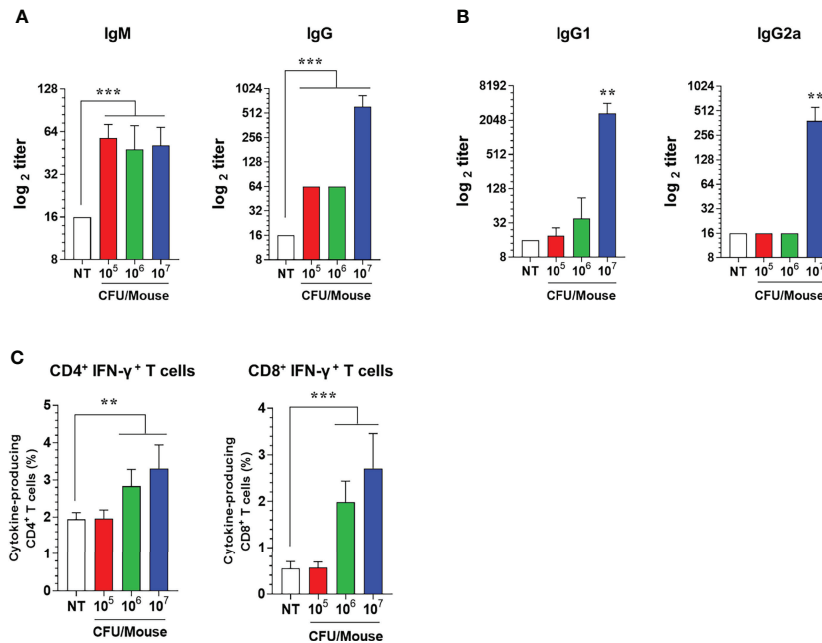 A
IgM
IgG
B
IgG1
IgG2a
log 2 titer
128
64
32
16
8
***
NT
10^5
10^6
10^7
CFU/Mouse
log 2 titer
1024
512
256
128
64
32
16
8
***
NT
10^5
10^6
10^7
CFU/Mouse
log 2 titer
8192
2048
512
128
32
8
**
NT
10^5
10^6
10^7
CFU/Mouse
log 2 titer
1024
512
256
128
64
32
16
8
**
NT
10^5
10^6
10^7
CFU/Mouse
C
CD4+ IFN-γ + T cells
CD8+ IFN-γ + T cells
Cytokine-producing
CD4+ T cells (%)
5
4
3
2
1
0
**
NT
10^5
10^6
10^7
CFU/Mouse
Cytokine-producing
CD8+ T cells (%)
4
3
2
1
0
***
NT
10^5
10^6
10^7
CFU/Mouse